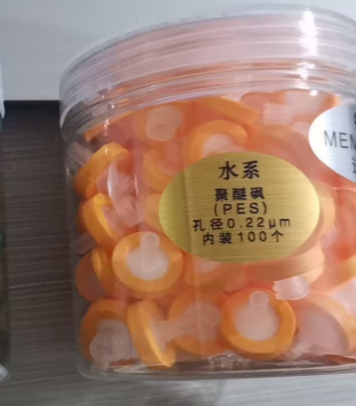 水系
聚醚砜
(PES)
孔径0.22μm
内装100个
MEM